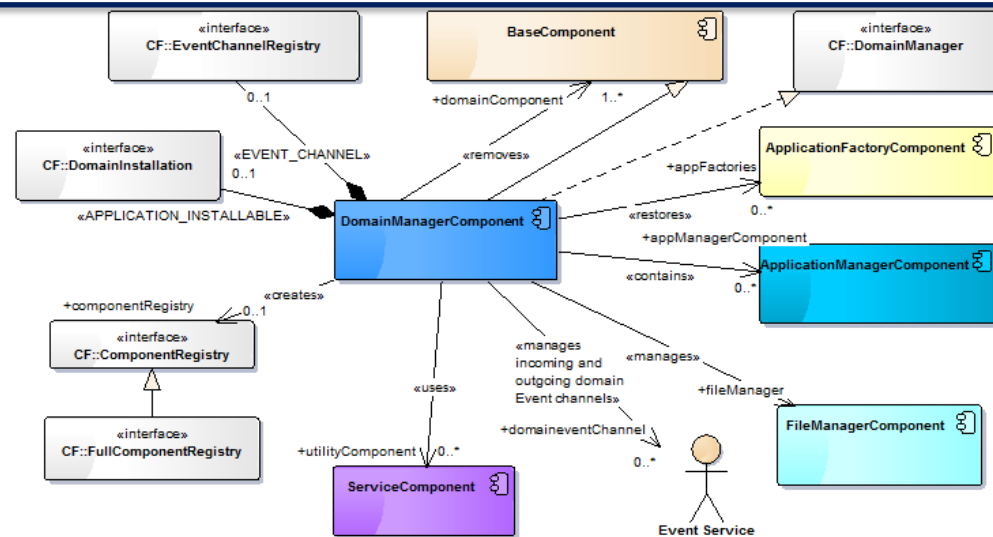 «interface»
CF::EventChannelRegistry
BaseComponent
«interface»
CF::DomainManager
0..1
+domainComponent
1..*
«interface»
CF::DomainInstallation
«EVENT_CHANNEL»
0..1
«removes»
+appFactories
ApplicationFactoryComponent
«APPLICATION_INSTALLABLE»
DomainManagerComponent
«restores»
0..*
+appManagerComponent
«contains»
0..*
ApplicationManagerComponent
«creates»
+componentRegistry
0..1
«interface»
CF::ComponentRegistry
«uses»
«manages
incoming and
outgoing domain
Event channels»
«manages»
+fileManager
«interface»
CF::FullComponentRegistry
+utilityComponent
0..*
+domaineventChannel
0..*
FileManagerComponent
ServiceComponent
Event Service